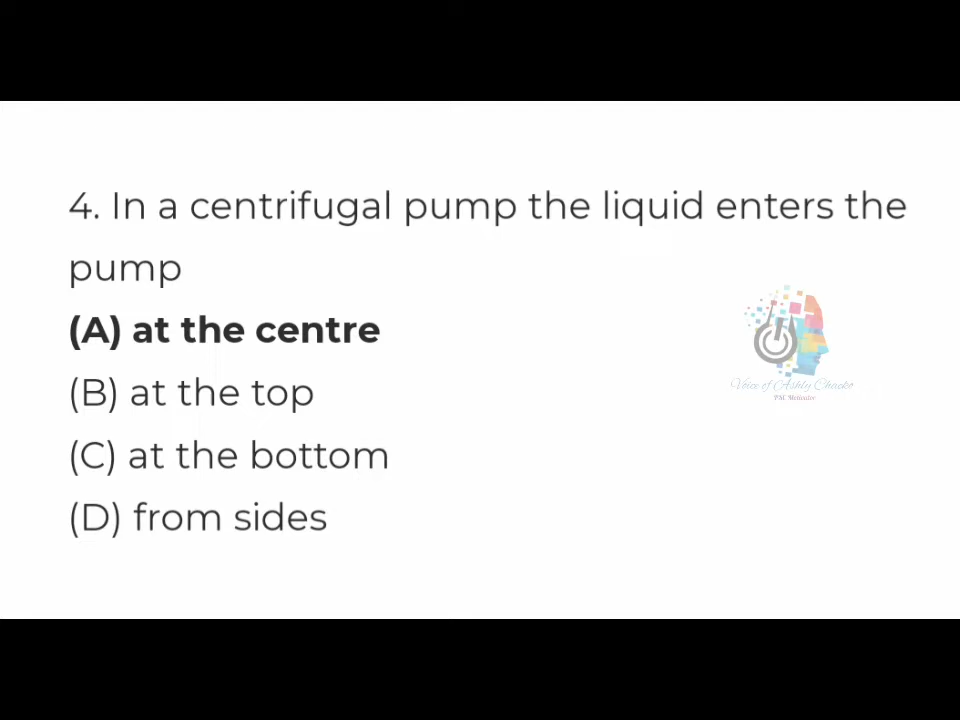 4. In a centrifugal pump the liquid enters the
pump
(A) at the centre
(B) at the top
(C) at the bottom
(D) from sides
Voice of Ashly Chacko